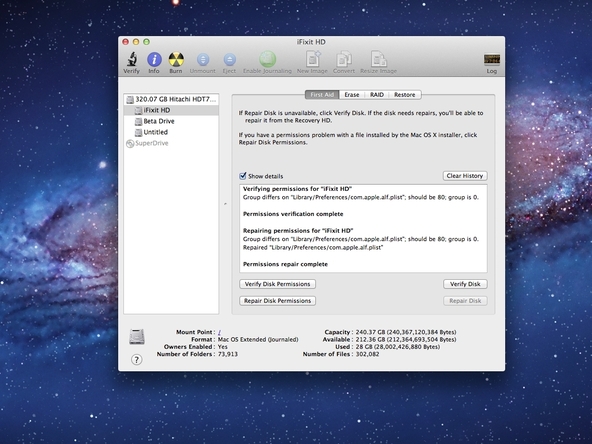 iFixit HD
Verify Info Burn Unmount Eject Enable Journaling New Image Convert Resize Image Log
320.07 GB Hitachi HDT7...
iFixit HD
Beta Drive
Untitled
SuperDrive
First Aid Erase RAID Restore
If Repair Disk is unavailable, click Verify Disk. If the disk needs repairs, you'll be able to
repair it from the Recovery HD.
If you have a permissions problem with a file installed by the Mac OS X installer, click
Repair Disk Permissions.
Show details Clear History
Verifying permissions for "iFixit HD"
Group differs on "Library/Preferences/com.apple.alf.plist"; should be 80; group is 0.
Permissions verification complete
Repairing permissions for "iFixit HD"
Group differs on "Library/Preferences/com.apple.alf.plist"; should be 80; group is 0.
Repaired "Library/Preferences/com.apple.alf.plist"
Permissions repair complete
Verify Disk Permissions Verify Disk
Repair Disk Permissions Repair Disk
Mount Point : /
Format : Mac OS Extended (Journaled)
Owners Enabled : Yes
Number of Folders : 73,913
Capacity : 240.37 GB (240,367,120,384 Bytes)
Available : 212.36 GB (212,364,693,504 Bytes)
Used : 28 GB (28,002,426,880 Bytes)
Number of Files : 302,082
?